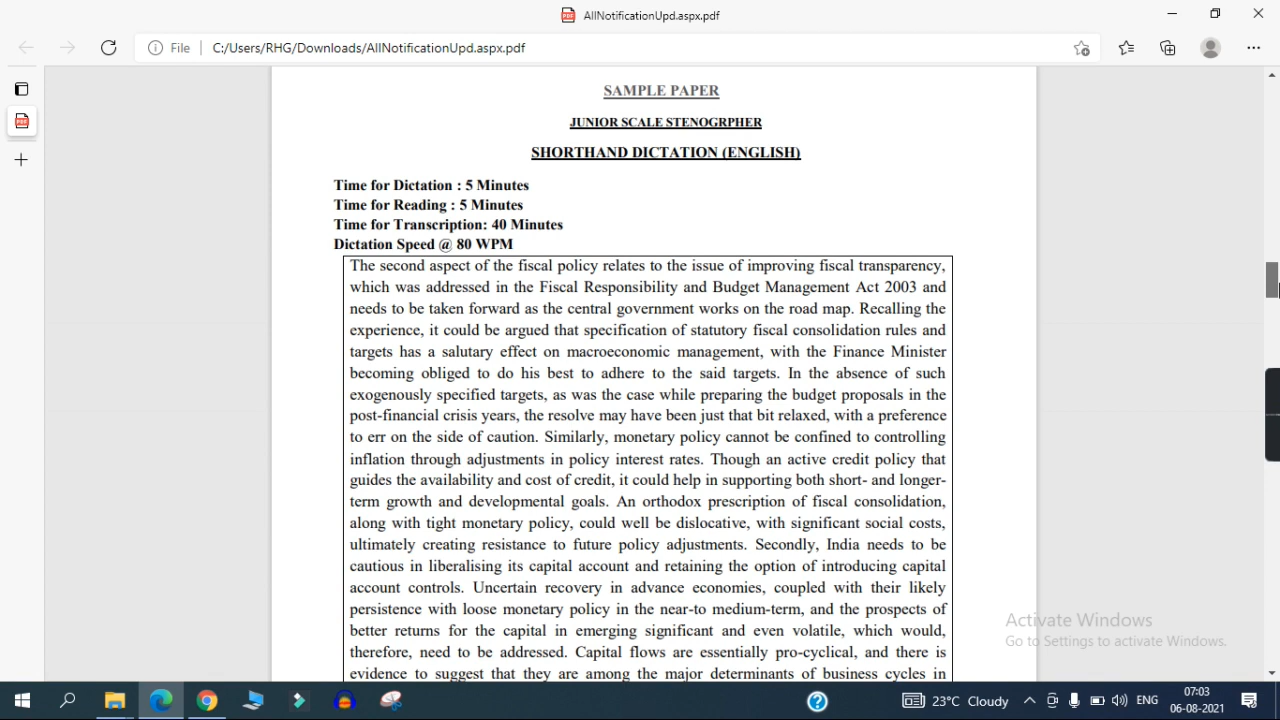 AllNotificationUpd.aspx.pdf
File C:/Users/RHG/Downloads/AllNotificationUpd.aspx.pdf
SAMPLE PAPER
JUNIOR SCALE STENOGRPHER
SHORTHAND DICTATION (ENGLISH)
Time for Dictation : 5 Minutes
Time for Reading : 5 Minutes
Time for Transcription: 40 Minutes
Dictation Speed @ 80 WPM
The second aspect of the fiscal policy relates to the issue of improving fiscal transparency,
which was addressed in the Fiscal Responsibility and Budget Management Act 2003 and
needs to be taken forward as the central government works on the road map. Recalling the
experience, it could be argued that specification of statutory fiscal consolidation rules and
targets has a salutary effect on macroeconomic management, with the Finance Minister
becoming obliged to do his best to adhere to the said targets. In the absence of such
exogenously specified targets, as was the case while preparing the budget proposals in the
post-financial crisis years, the resolve may have been just that bit relaxed, with a preference
to err on the side of caution. Similarly, monetary policy cannot be confined to controlling
inflation through adjustments in policy interest rates. Though an active credit policy that
guides the availability and cost of credit, it could help in supporting both short- and longer-
term growth and developmental goals. An orthodox prescription of fiscal consolidation,
along with tight monetary policy, could well be dislocative, with significant social costs,
ultimately creating resistance to future policy adjustments. Secondly, India needs to be
cautious in liberalising its capital account and retaining the option of introducing capital
account controls. Uncertain recovery in advance economies, coupled with their likely
persistence with loose monetary policy in the near-to medium-term, and the prospects of
better returns for the capital in emerging significant and even volatile, which would,
therefore, need to be addressed. Capital flows are essentially pro-cyclical, and there is
evidence to suggest that they are among the major determinants of business cycles in
Activate Windows
Go to Settings to activate Windows.
23°C Cloudy
ENG
07:03
06-08-2021